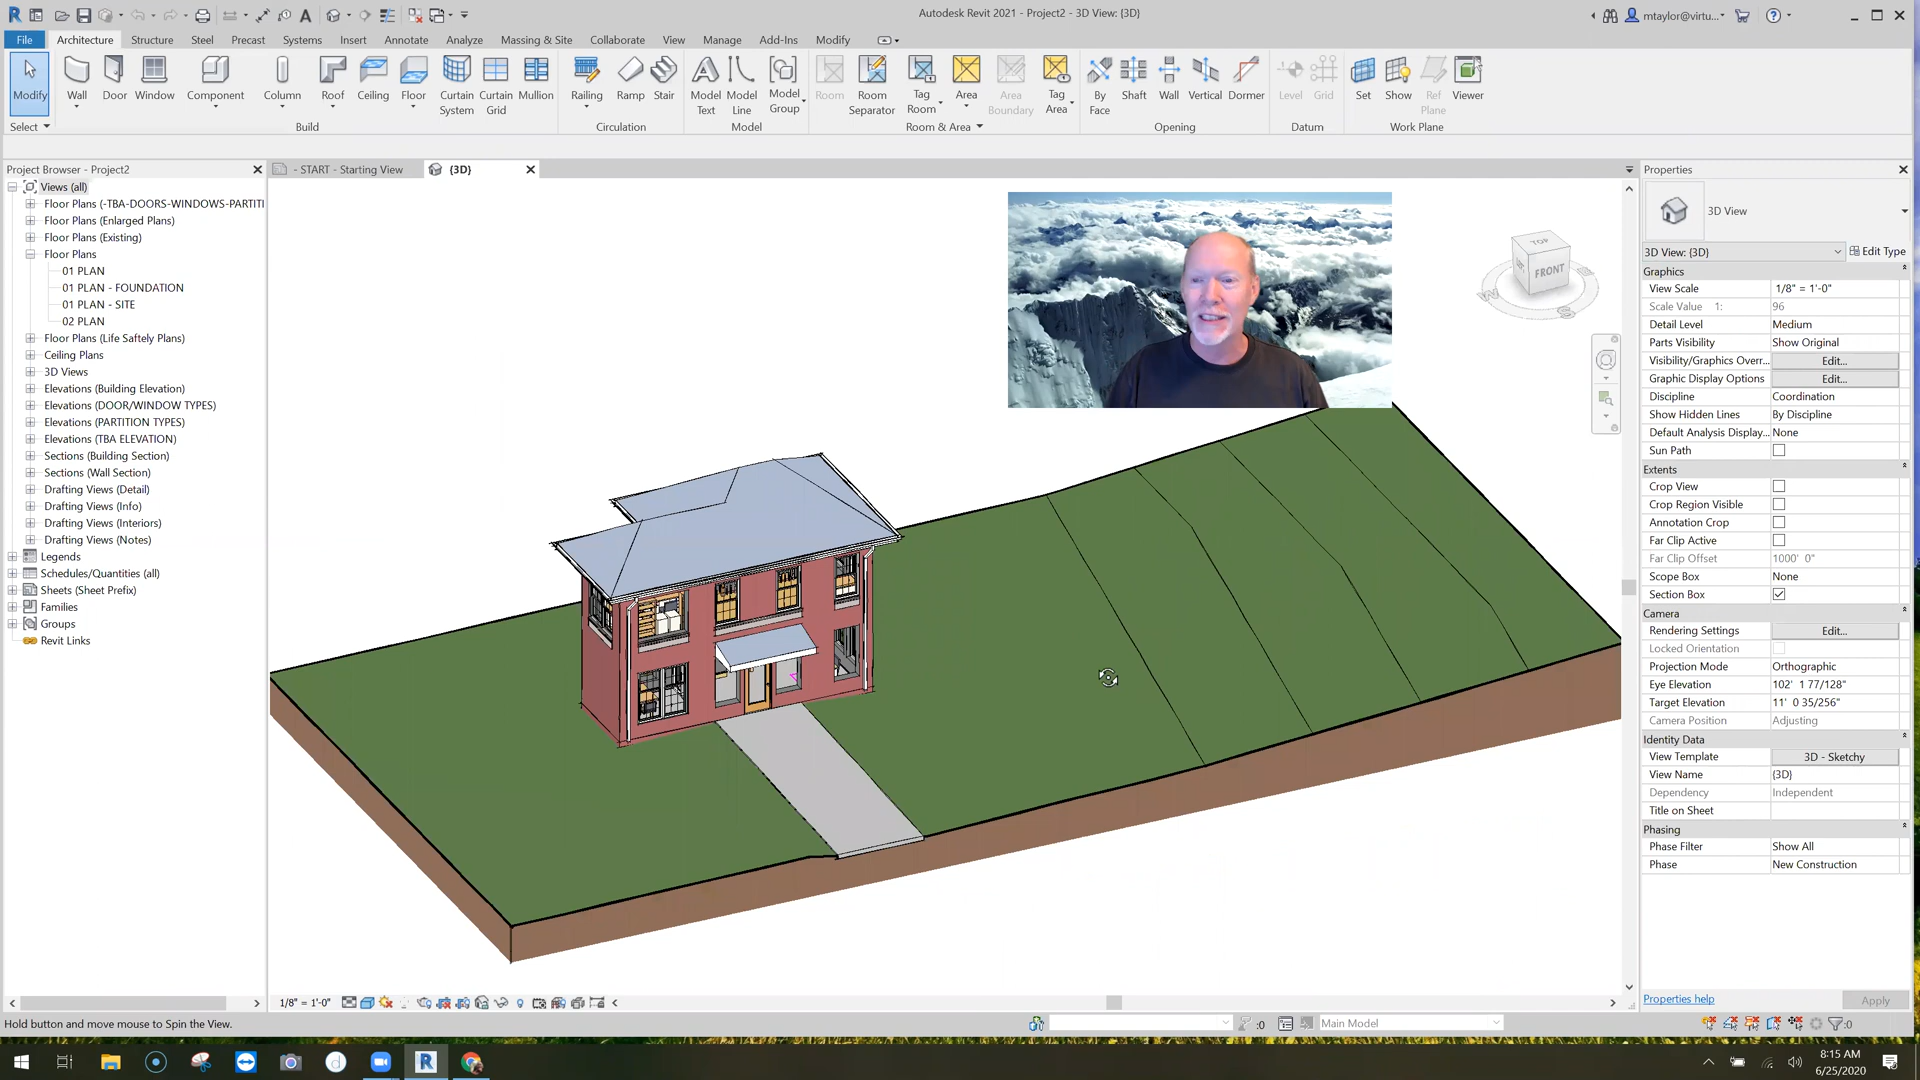 Autodesk Revit 2021 - Project2 - 3D View: {3D}
mtaylor@virtu...
File
Architecture
Structure
Steel
Precast
Systems
Insert
Annotate
Analyze
Massing & Site
Collaborate
View
Manage
Add-Ins
Modify
Modify
Wall
Door
Window
Component
Column
Roof
Ceiling
Floor
Curtain
System
Curtain
Grid
Mullion
Railing
Ramp
Stair
Model
Text
Model
Line
Model
Group
Room
Room
Separator
Tag
Room
Area
Area
Boundary
Tag
Area
By
Face
Shaft
Wall
Vertical
Dormer
Level
Grid
Set
Show
Ref
Plane
Viewer
Select
Build
Circulation
Model
Room & Area
Opening
Datum
Work Plane
Project Browser - Project2
Views (all)
Floor Plans (-TBA-DOORS-WINDOWS-PARTITI
Floor Plans (Enlarged Plans)
Floor Plans (Existing)
Floor Plans
01 PLAN
01 PLAN - FOUNDATION
01 PLAN - SITE
02 PLAN
Floor Plans (Life Saftely Plans)
Ceiling Plans
3D Views
Elevations (Building Elevation)
Elevations (DOOR/WINDOW TYPES)
Elevations (PARTITION TYPES)
Elevations (TBA ELEVATION)
Sections (Building Section)
Sections (Wall Section)
Drafting Views (Detail)
Drafting Views (Info)
Drafting Views (Interiors)
Drafting Views (Notes)
Legends
Schedules/Quantities (all)
Sheets (Sheet Prefix)
Families
Groups
Revit Links
- START - Starting View
{3D}
TOP
FRONT
W
S
Properties
3D View
3D View: {3D}
Edit Type
Graphics
View Scale 1/8" = 1'-0"
Scale Value 1: 96
Detail Level Medium
Parts Visibility Show Original
Visibility/Graphics Overr... Edit...
Graphic Display Options Edit...
Discipline Coordination
Show Hidden Lines By Discipline
Default Analysis Display... None
Sun Path
Extents
Crop View
Crop Region Visible
Annotation Crop
Far Clip Active
Far Clip Offset 1000' 0"
Scope Box None
Section Box
Camera
Rendering Settings Edit...
Locked Orientation
Projection Mode Orthographic
Eye Elevation 102' 1 77/128"
Target Elevation 11' 0 35/256"
Camera Position Adjusting
Identity Data
View Template 3D - Sketchy
View Name {3D}
Dependency Independent
Title on Sheet
Phasing
Phase Filter Show All
Phase New Construction
Properties help
Apply
1/8" = 1'-0"
Hold button and move mouse to Spin the View.
:0
Main Model
:0
8:15 AM
6/25/2020